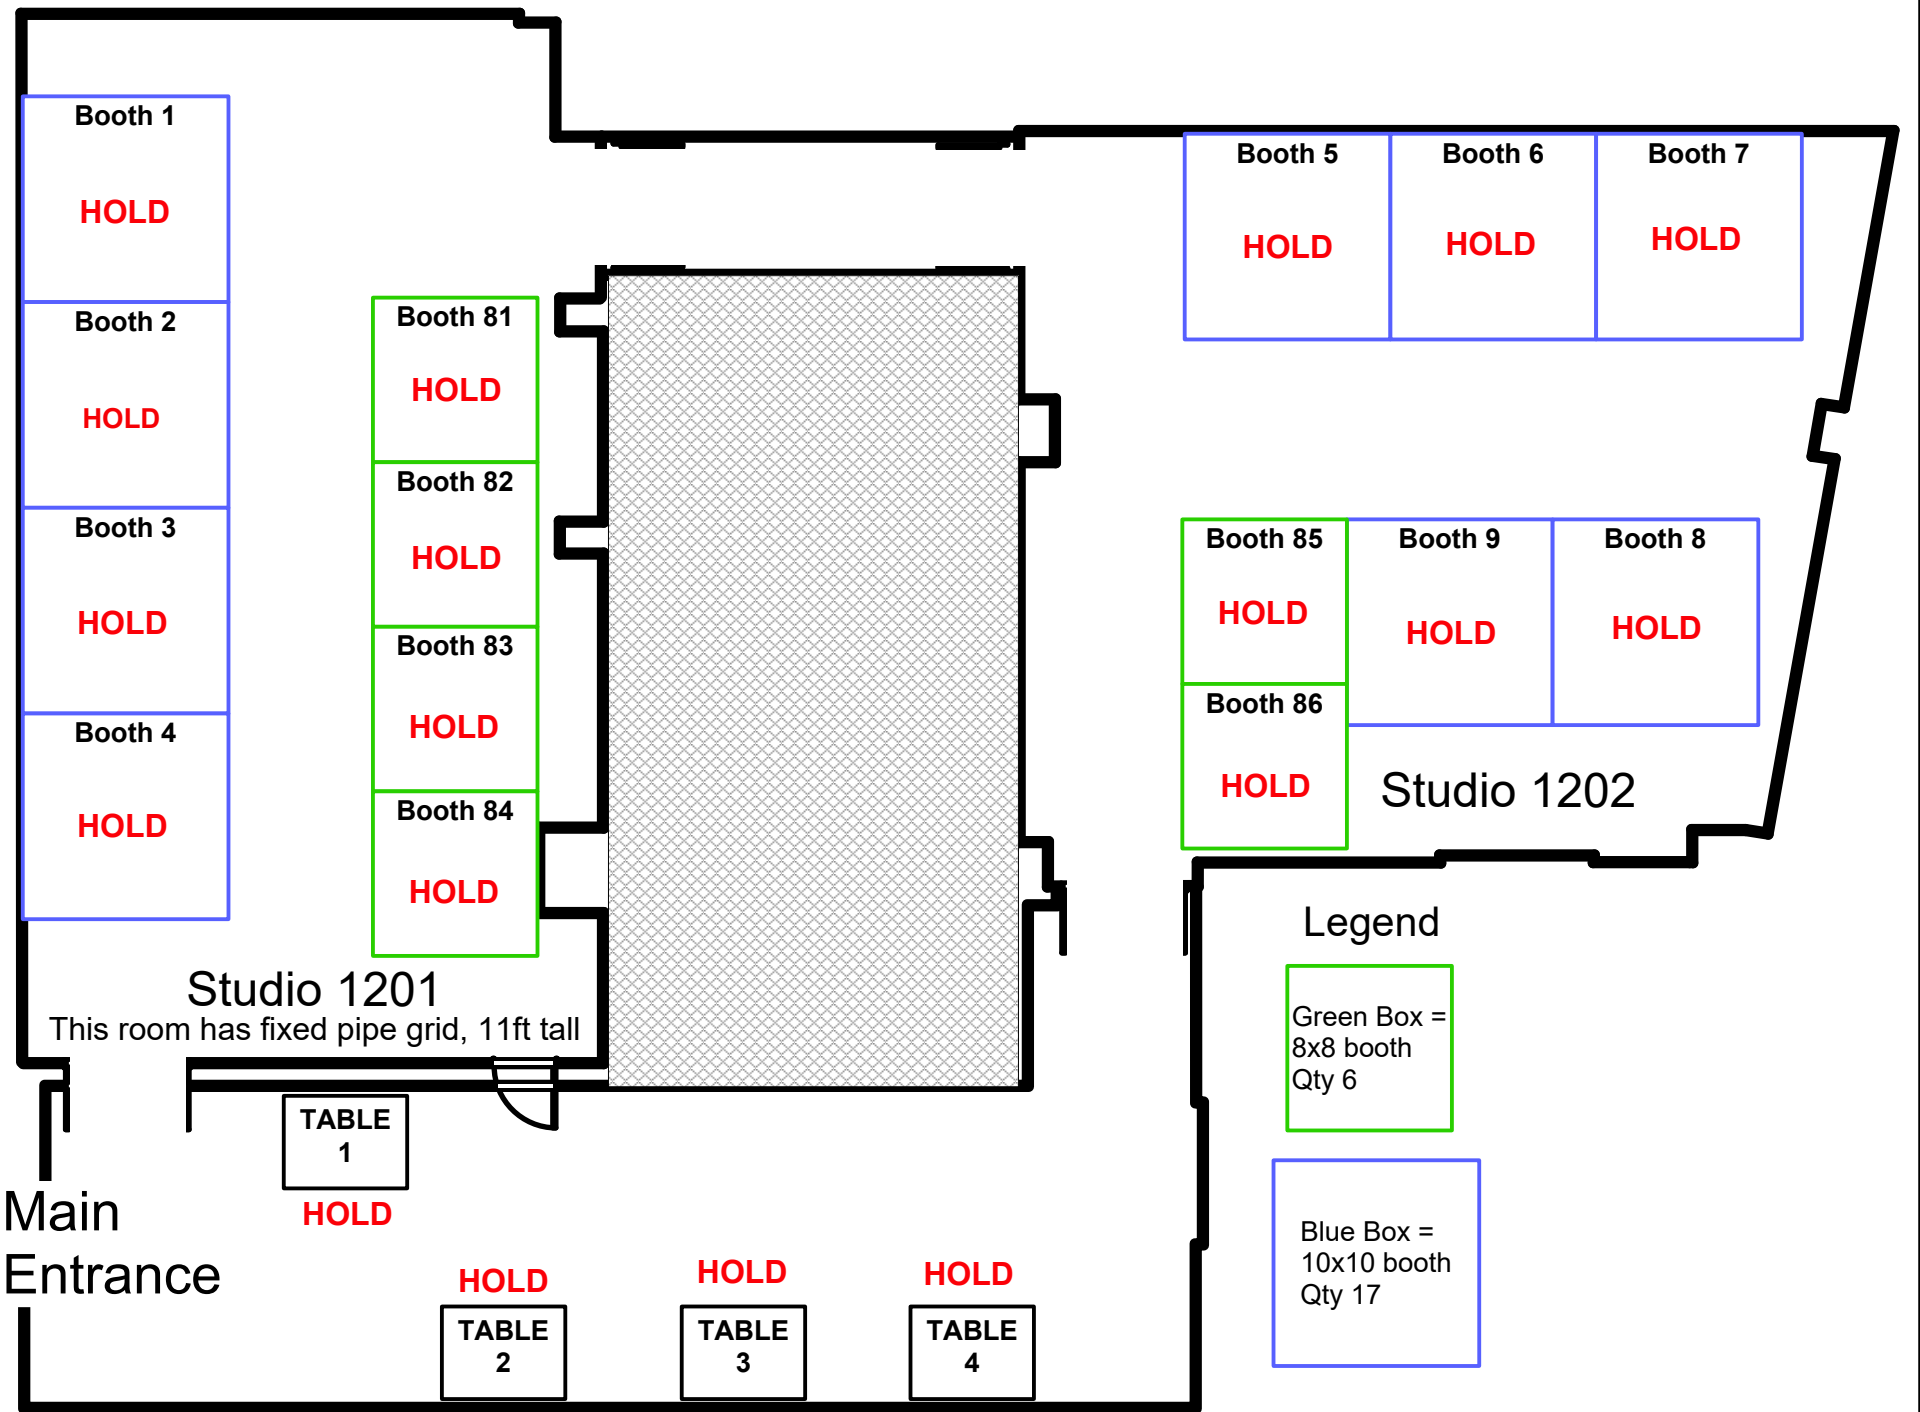 Booth 1
HOLD
Booth 2
HOLD
Booth 3
HOLD
Booth 4
HOLD
Booth 81
HOLD
Booth 82
HOLD
Booth 83
HOLD
Booth 84
HOLD
Studio 1201
This room has fixed pipe grid, 11ft tall
Booth 5
HOLD
Booth 6
HOLD
Booth 7
HOLD
Booth 85
HOLD
Booth 9
HOLD
Booth 8
HOLD
Booth 86
HOLD
Studio 1202
Legend
Green Box =
8x8 booth
Qty 6
Blue Box =
10x10 booth
Qty 17
TABLE
1
HOLD
Main
Entrance
HOLD
TABLE
2
HOLD
TABLE
3
HOLD
TABLE
4